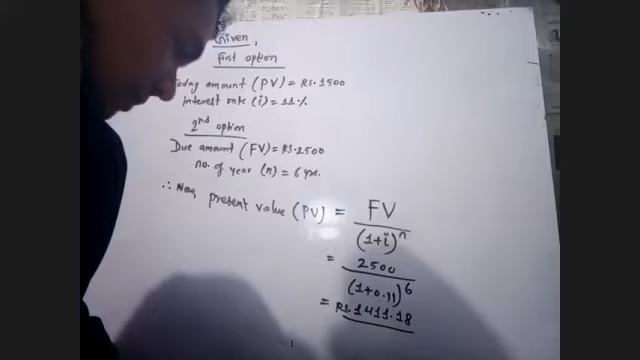 Given,
First option
Today amount (PV) = Rs. 1500
interest rate (i) = 11%
2nd option
Due amount (FV) = Rs. 2500
no. of year (n) = 6 yrs.
∴ Now, present value (PV) = FV
(1+i)^n
= 2500
(1+0.11)^6
= Rs. 1411.18